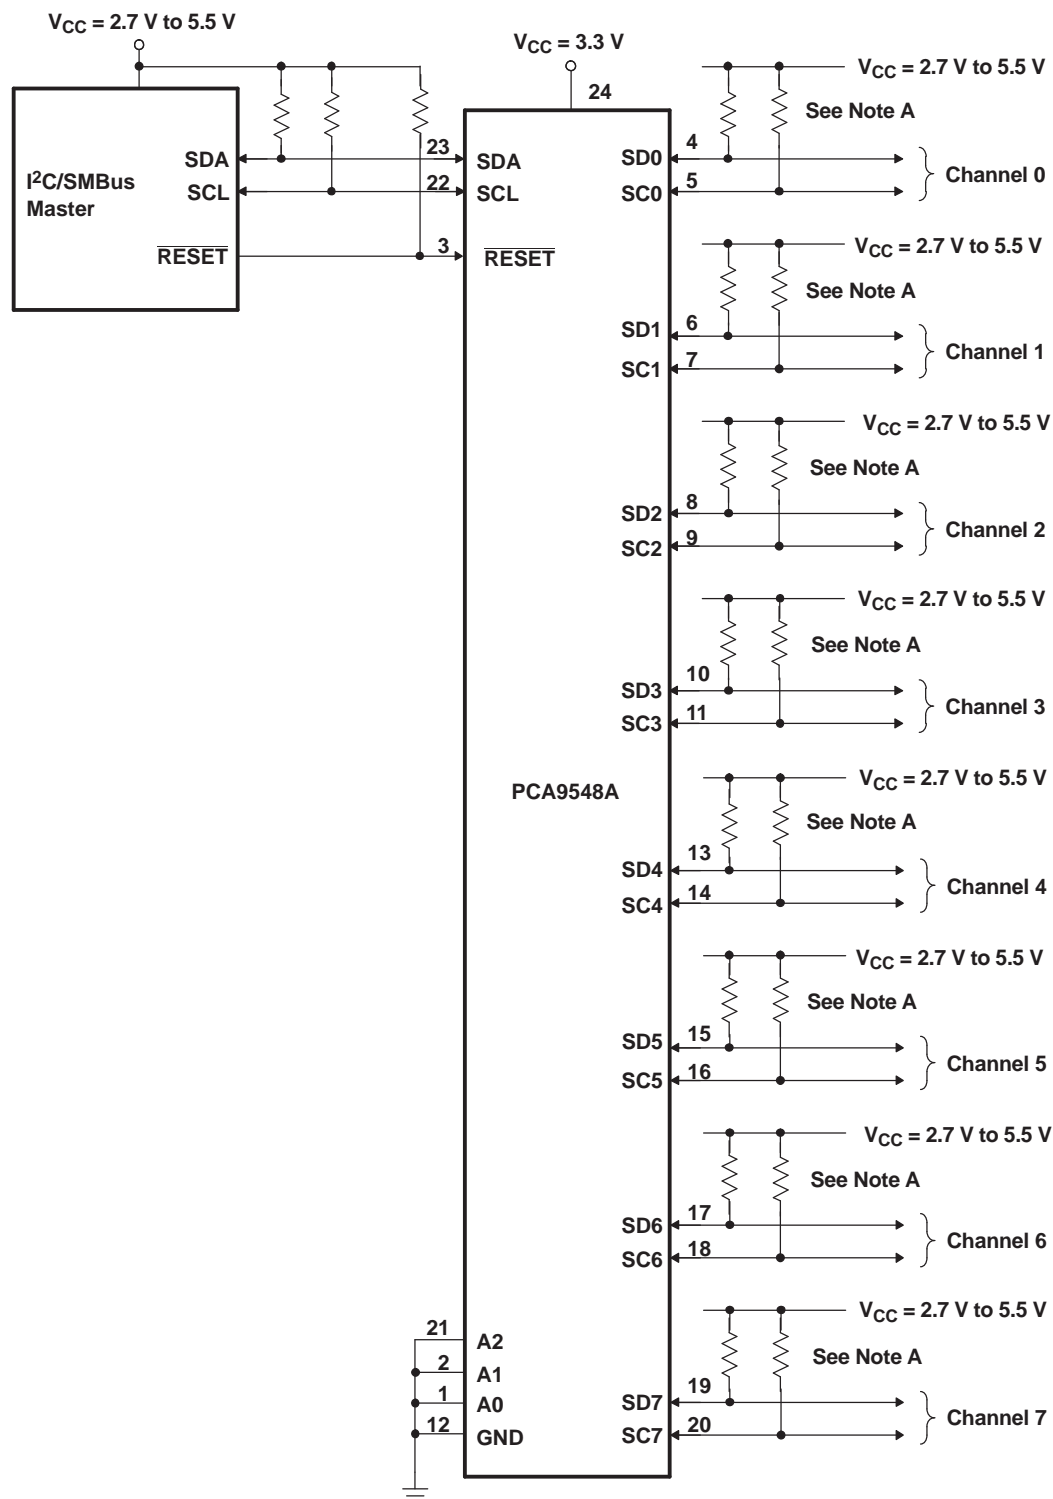 VCC = 2.7 V to 5.5 V
VCC = 3.3 V
24
I2C/SMBus
Master
SDA
SCL
RESET
23
22
3
SDA
SCL
RESET
PCA9548A
21
2
1
12
A2
A1
A0
GND
VCC = 2.7 V to 5.5 V
See Note A
SD0
4
SC0
5
Channel 0
VCC = 2.7 V to 5.5 V
See Note A
SD1
6
SC1
7
Channel 1
VCC = 2.7 V to 5.5 V
See Note A
SD2
8
SC2
9
Channel 2
VCC = 2.7 V to 5.5 V
See Note A
SD3
10
SC3
11
Channel 3
VCC = 2.7 V to 5.5 V
See Note A
SD4
13
SC4
14
Channel 4
VCC = 2.7 V to 5.5 V
See Note A
SD5
15
SC5
16
Channel 5
VCC = 2.7 V to 5.5 V
See Note A
SD6
17
SC6
18
Channel 6
VCC = 2.7 V to 5.5 V
See Note A
SD7
19
SC7
20
Channel 7